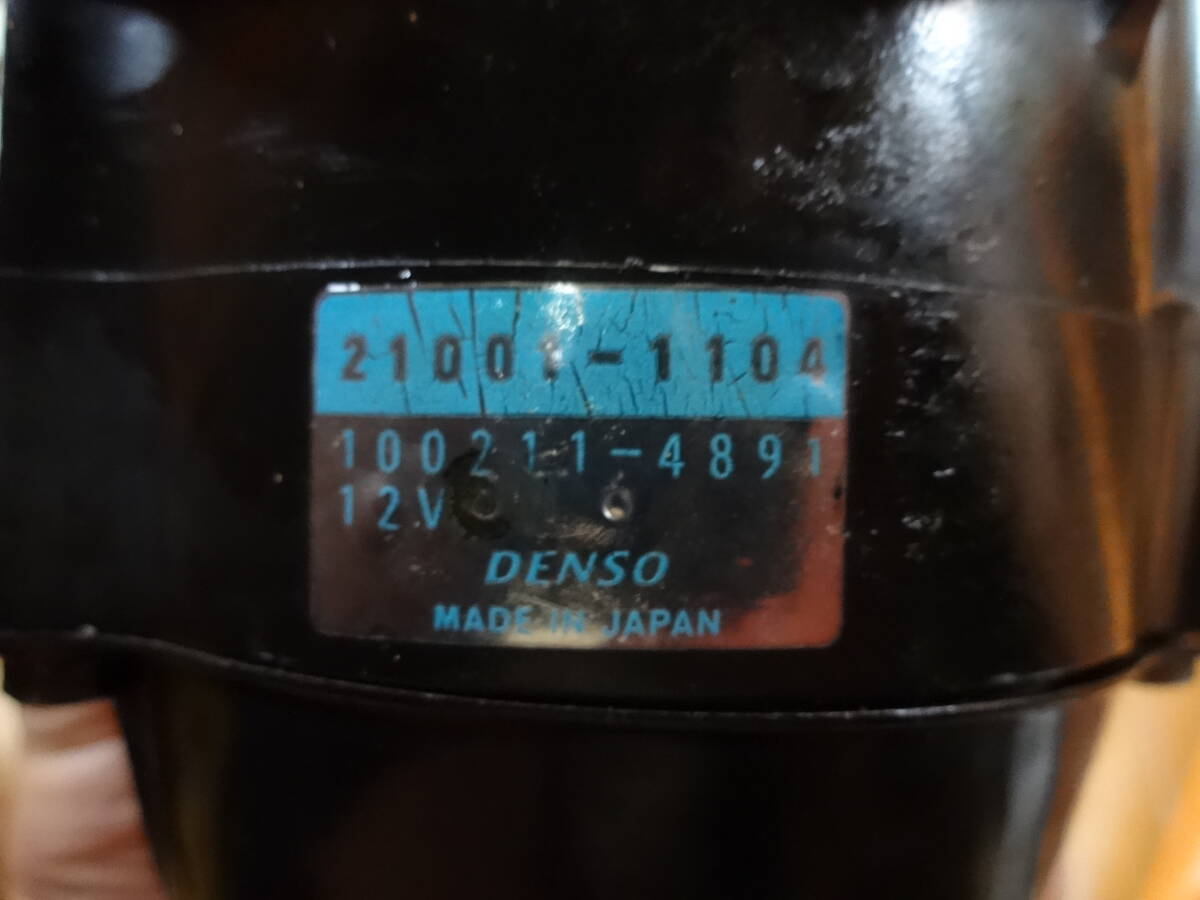 21001-1104
100211-4891
12V
DENSO
MADE IN JAPAN